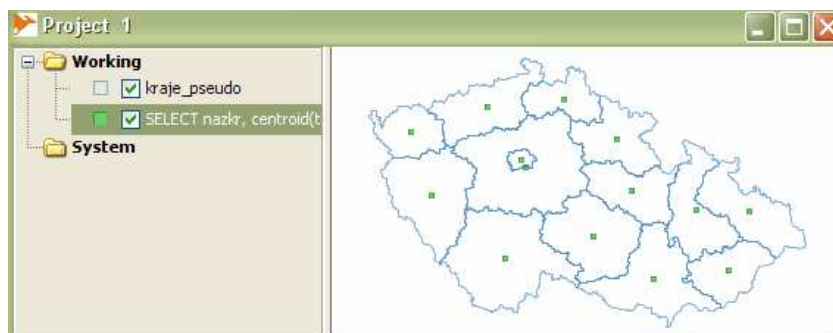 Project 1
Working
kraje_pseudo
SELECT nazkr, centroid(t
System